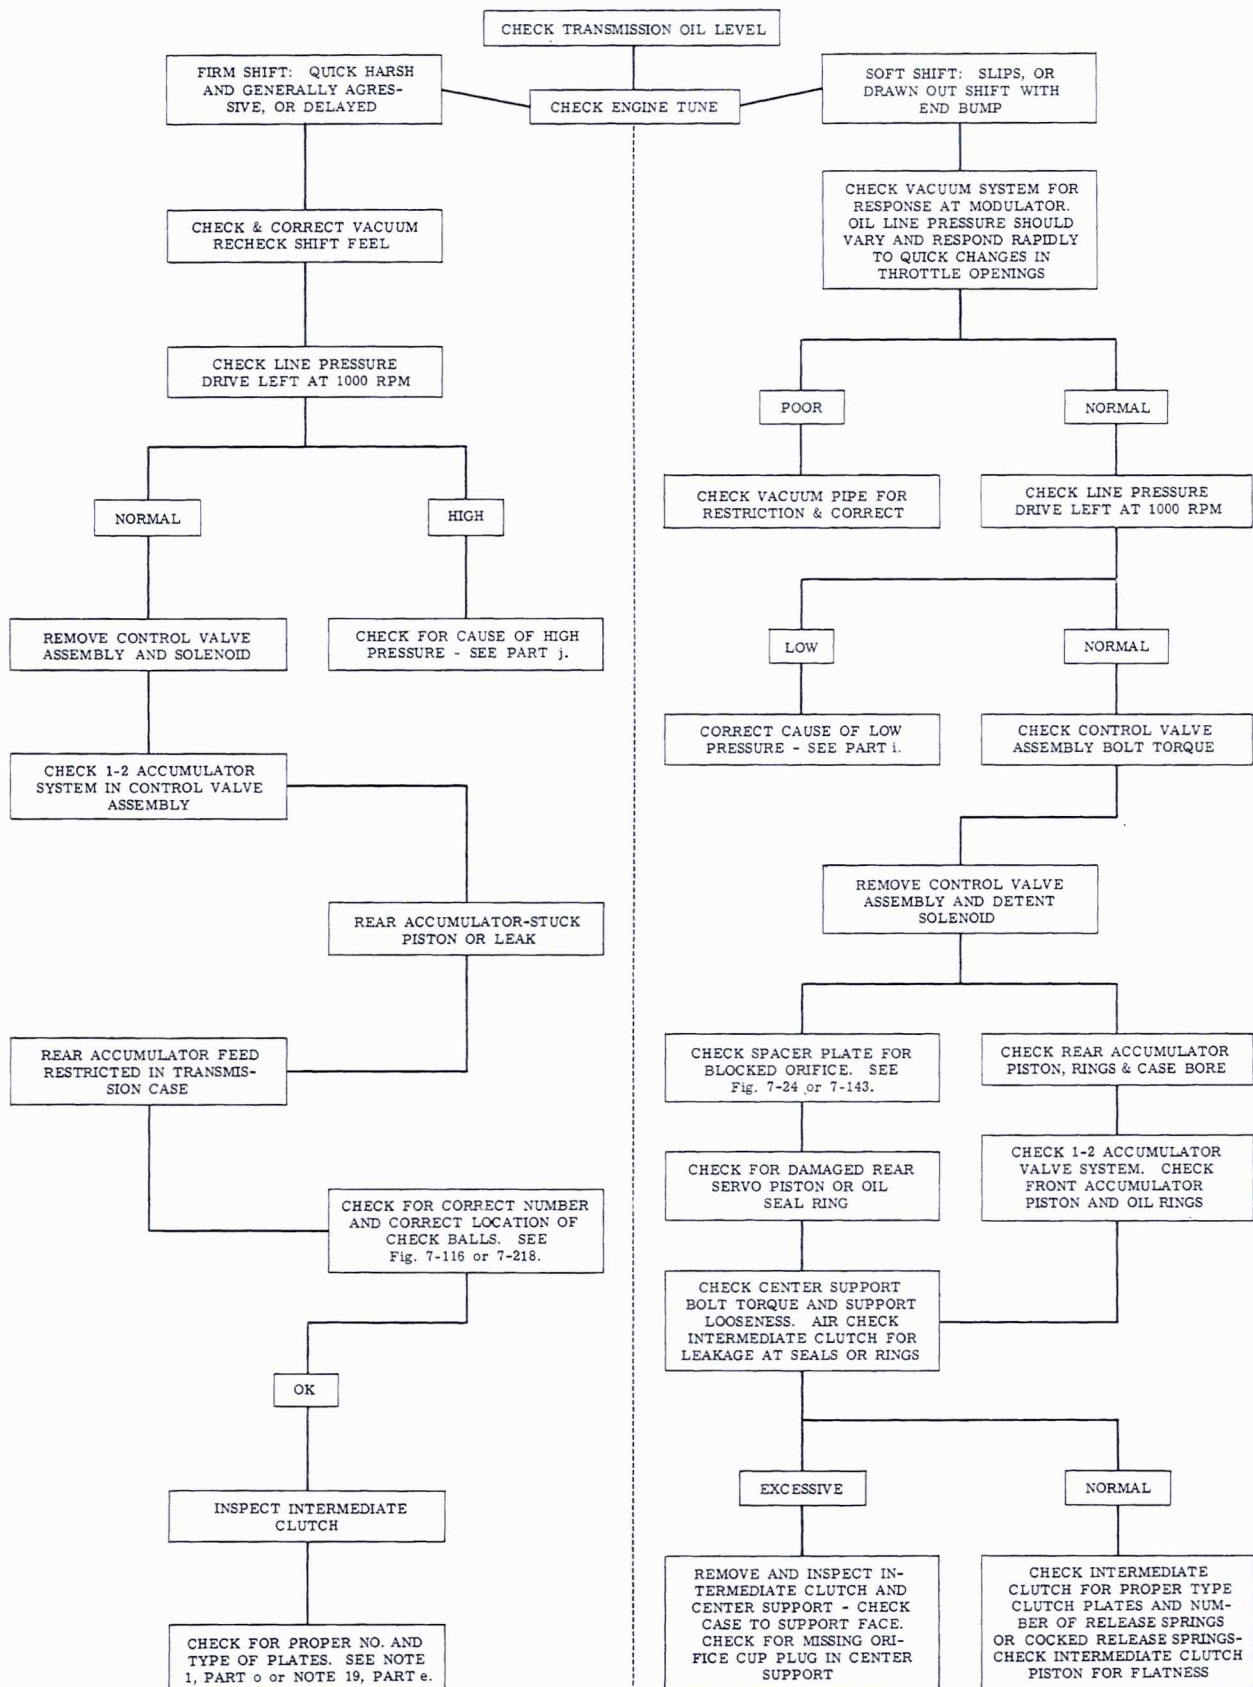 CHECK TRANSMISSION OIL LEVEL
FIRM SHIFT: QUICK HARSH
AND GENERALLY AGRES-
SIVE, OR DELAYED
CHECK ENGINE TUNE
SOFT SHIFT: SLIPS, OR
DRAWN OUT SHIFT WITH
END BUMP
CHECK & CORRECT VACUUM
RECHECK SHIFT FEEL
CHECK LINE PRESSURE
DRIVE LEFT AT 1000 RPM
NORMAL
HIGH
REMOVE CONTROL VALVE
ASSEMBLY AND SOLENOID
CHECK FOR CAUSE OF HIGH
PRESSURE - SEE PART j.
CHECK 1-2 ACCUMULATOR
SYSTEM IN CONTROL VALVE
ASSEMBLY
REAR ACCUMULATOR-STUCK
PISTON OR LEAK
REAR ACCUMULATOR FEED
RESTRICTED IN TRANSMIS-
SION CASE
CHECK FOR CORRECT NUMBER
AND CORRECT LOCATION OF
CHECK BALLS. SEE
Fig. 7-116 or 7-218.
OK
INSPECT INTERMEDIATE
CLUTCH
CHECK FOR PROPER NO. AND
TYPE OF PLATES. SEE NOTE
1, PART o or NOTE 19, PART e.
CHECK VACUUM SYSTEM FOR
RESPONSE AT MODULATOR.
OIL LINE PRESSURE SHOULD
VARY AND RESPOND RAPIDLY
TO QUICK CHANGES IN
THROTTLE OPENINGS
POOR
NORMAL
CHECK VACUUM PIPE FOR
RESTRICTION & CORRECT
CHECK LINE PRESSURE
DRIVE LEFT AT 1000 RPM
LOW
NORMAL
CORRECT CAUSE OF LOW
PRESSURE - SEE PART i.
CHECK CONTROL VALVE
ASSEMBLY BOLT TORQUE
REMOVE CONTROL VALVE
ASSEMBLY AND DETENT
SOLENOID
CHECK SPACER PLATE FOR
BLOCKED ORIFICE. SEE
Fig. 7-24 or 7-143.
CHECK REAR ACCUMULATOR
PISTON, RINGS & CASE BORE
CHECK FOR DAMAGED REAR
SERVO PISTON OR OIL
SEAL RING
CHECK 1-2 ACCUMULATOR
VALVE SYSTEM. CHECK
FRONT ACCUMULATOR
PISTON AND OIL RINGS
CHECK CENTER SUPPORT
BOLT TORQUE AND SUPPORT
LOOSENESS. AIR CHECK
INTERMEDIATE CLUTCH FOR
LEAKAGE AT SEALS OR RINGS
EXCESSIVE
NORMAL
REMOVE AND INSPECT IN-
TERMEDIATE CLUTCH AND
CENTER SUPPORT - CHECK
CASE TO SUPPORT FACE.
CHECK FOR MISSING ORI-
FICE CUP PLUG IN CENTER
SUPPORT
CHECK INTERMEDIATE
CLUTCH FOR PROPER TYPE
CLUTCH PLATES AND NUM-
BER OF RELEASE SPRINGS
OR COCKED RELEASE SPRINGS-
CHECK INTERMEDIATE CLUTCH
PISTON FOR FLATNESS